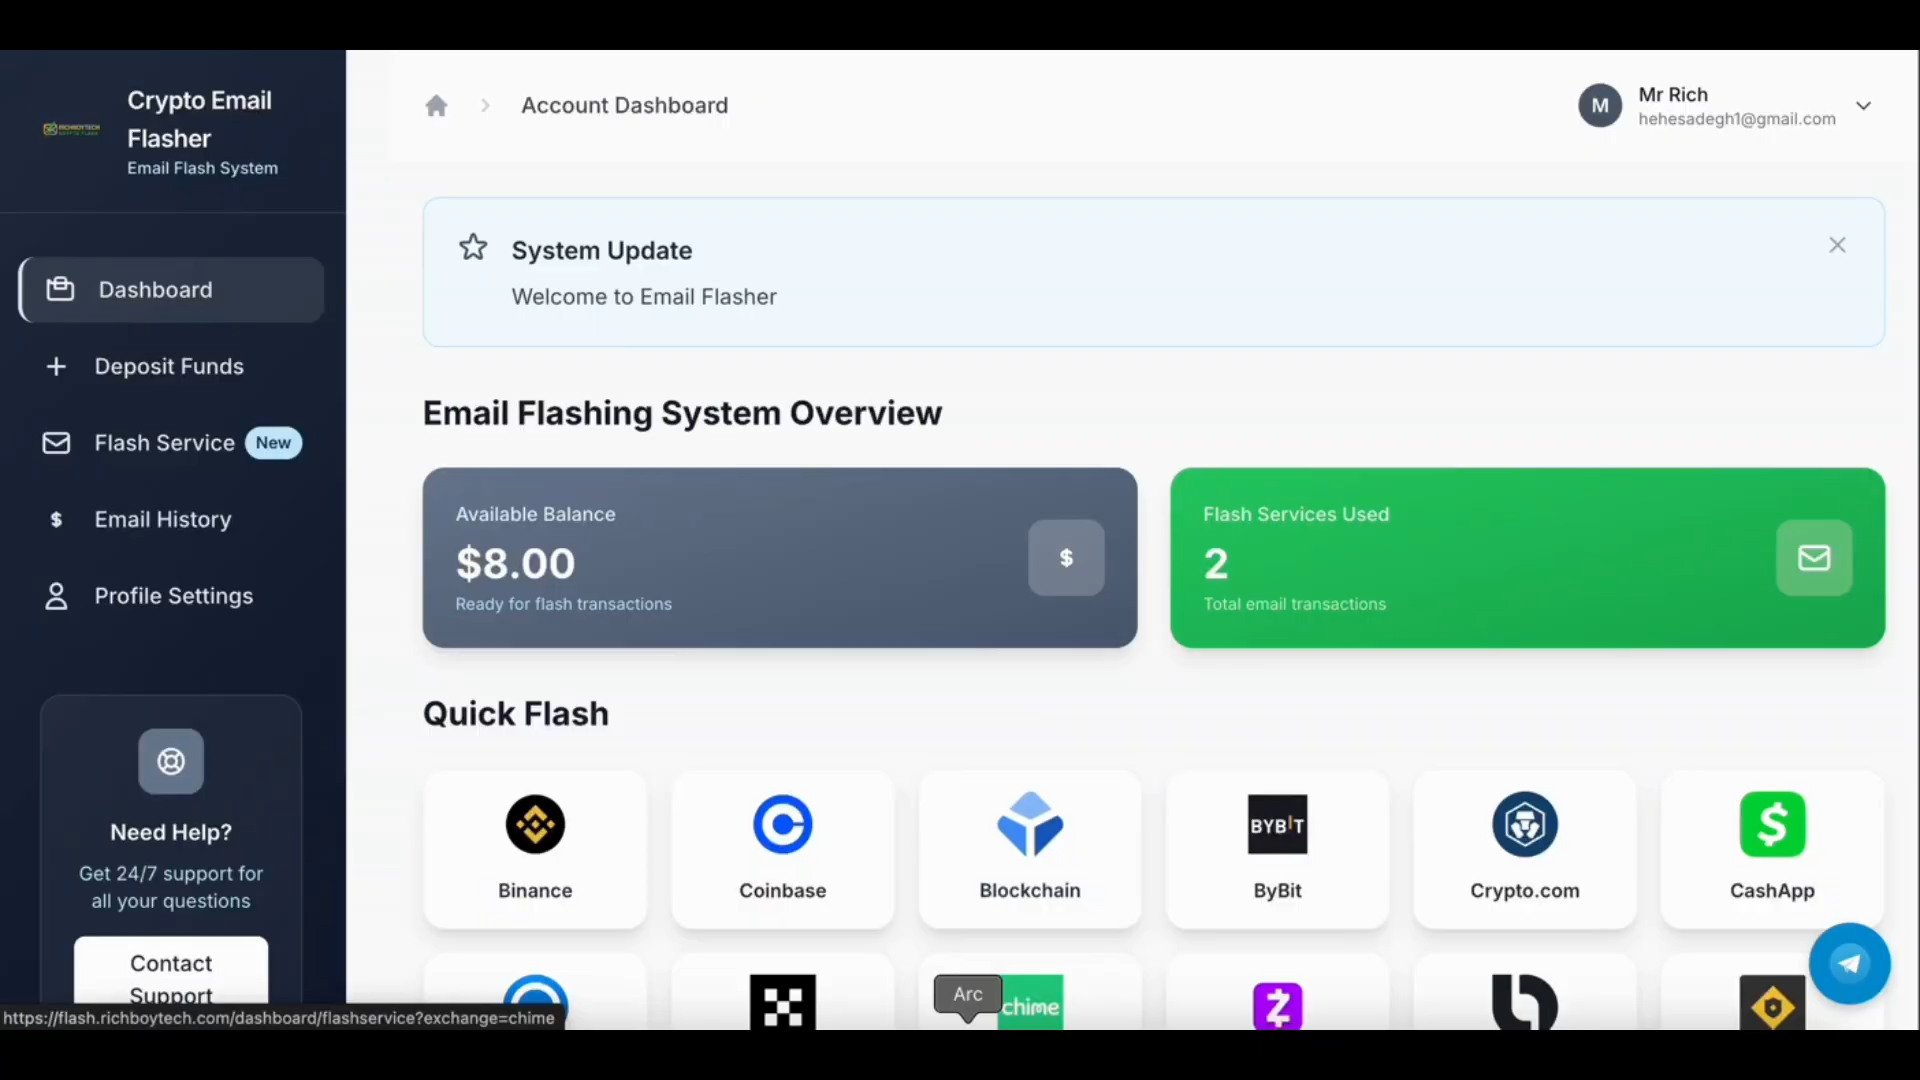 Crypto Email
Flasher
Email Flash System
Account Dashboard
M
Mr Rich
hehesadegh1@gmail.com
System Update
Welcome to Email Flasher
Dashboard
Deposit Funds
Flash Service New
Email History
Profile Settings
Email Flashing System Overview
Available Balance
$8.00
Ready for flash transactions
$
Flash Services Used
2
Total email transactions
Quick Flash
BYBIT
Binance
Coinbase
Blockchain
ByBit
Crypto.com
CashApp
Arc
chime
Need Help?
Get 24/7 support for
all your questions
Contact
Support
https://flash.richboytech.com/dashboard/flashservice?exchange=chime